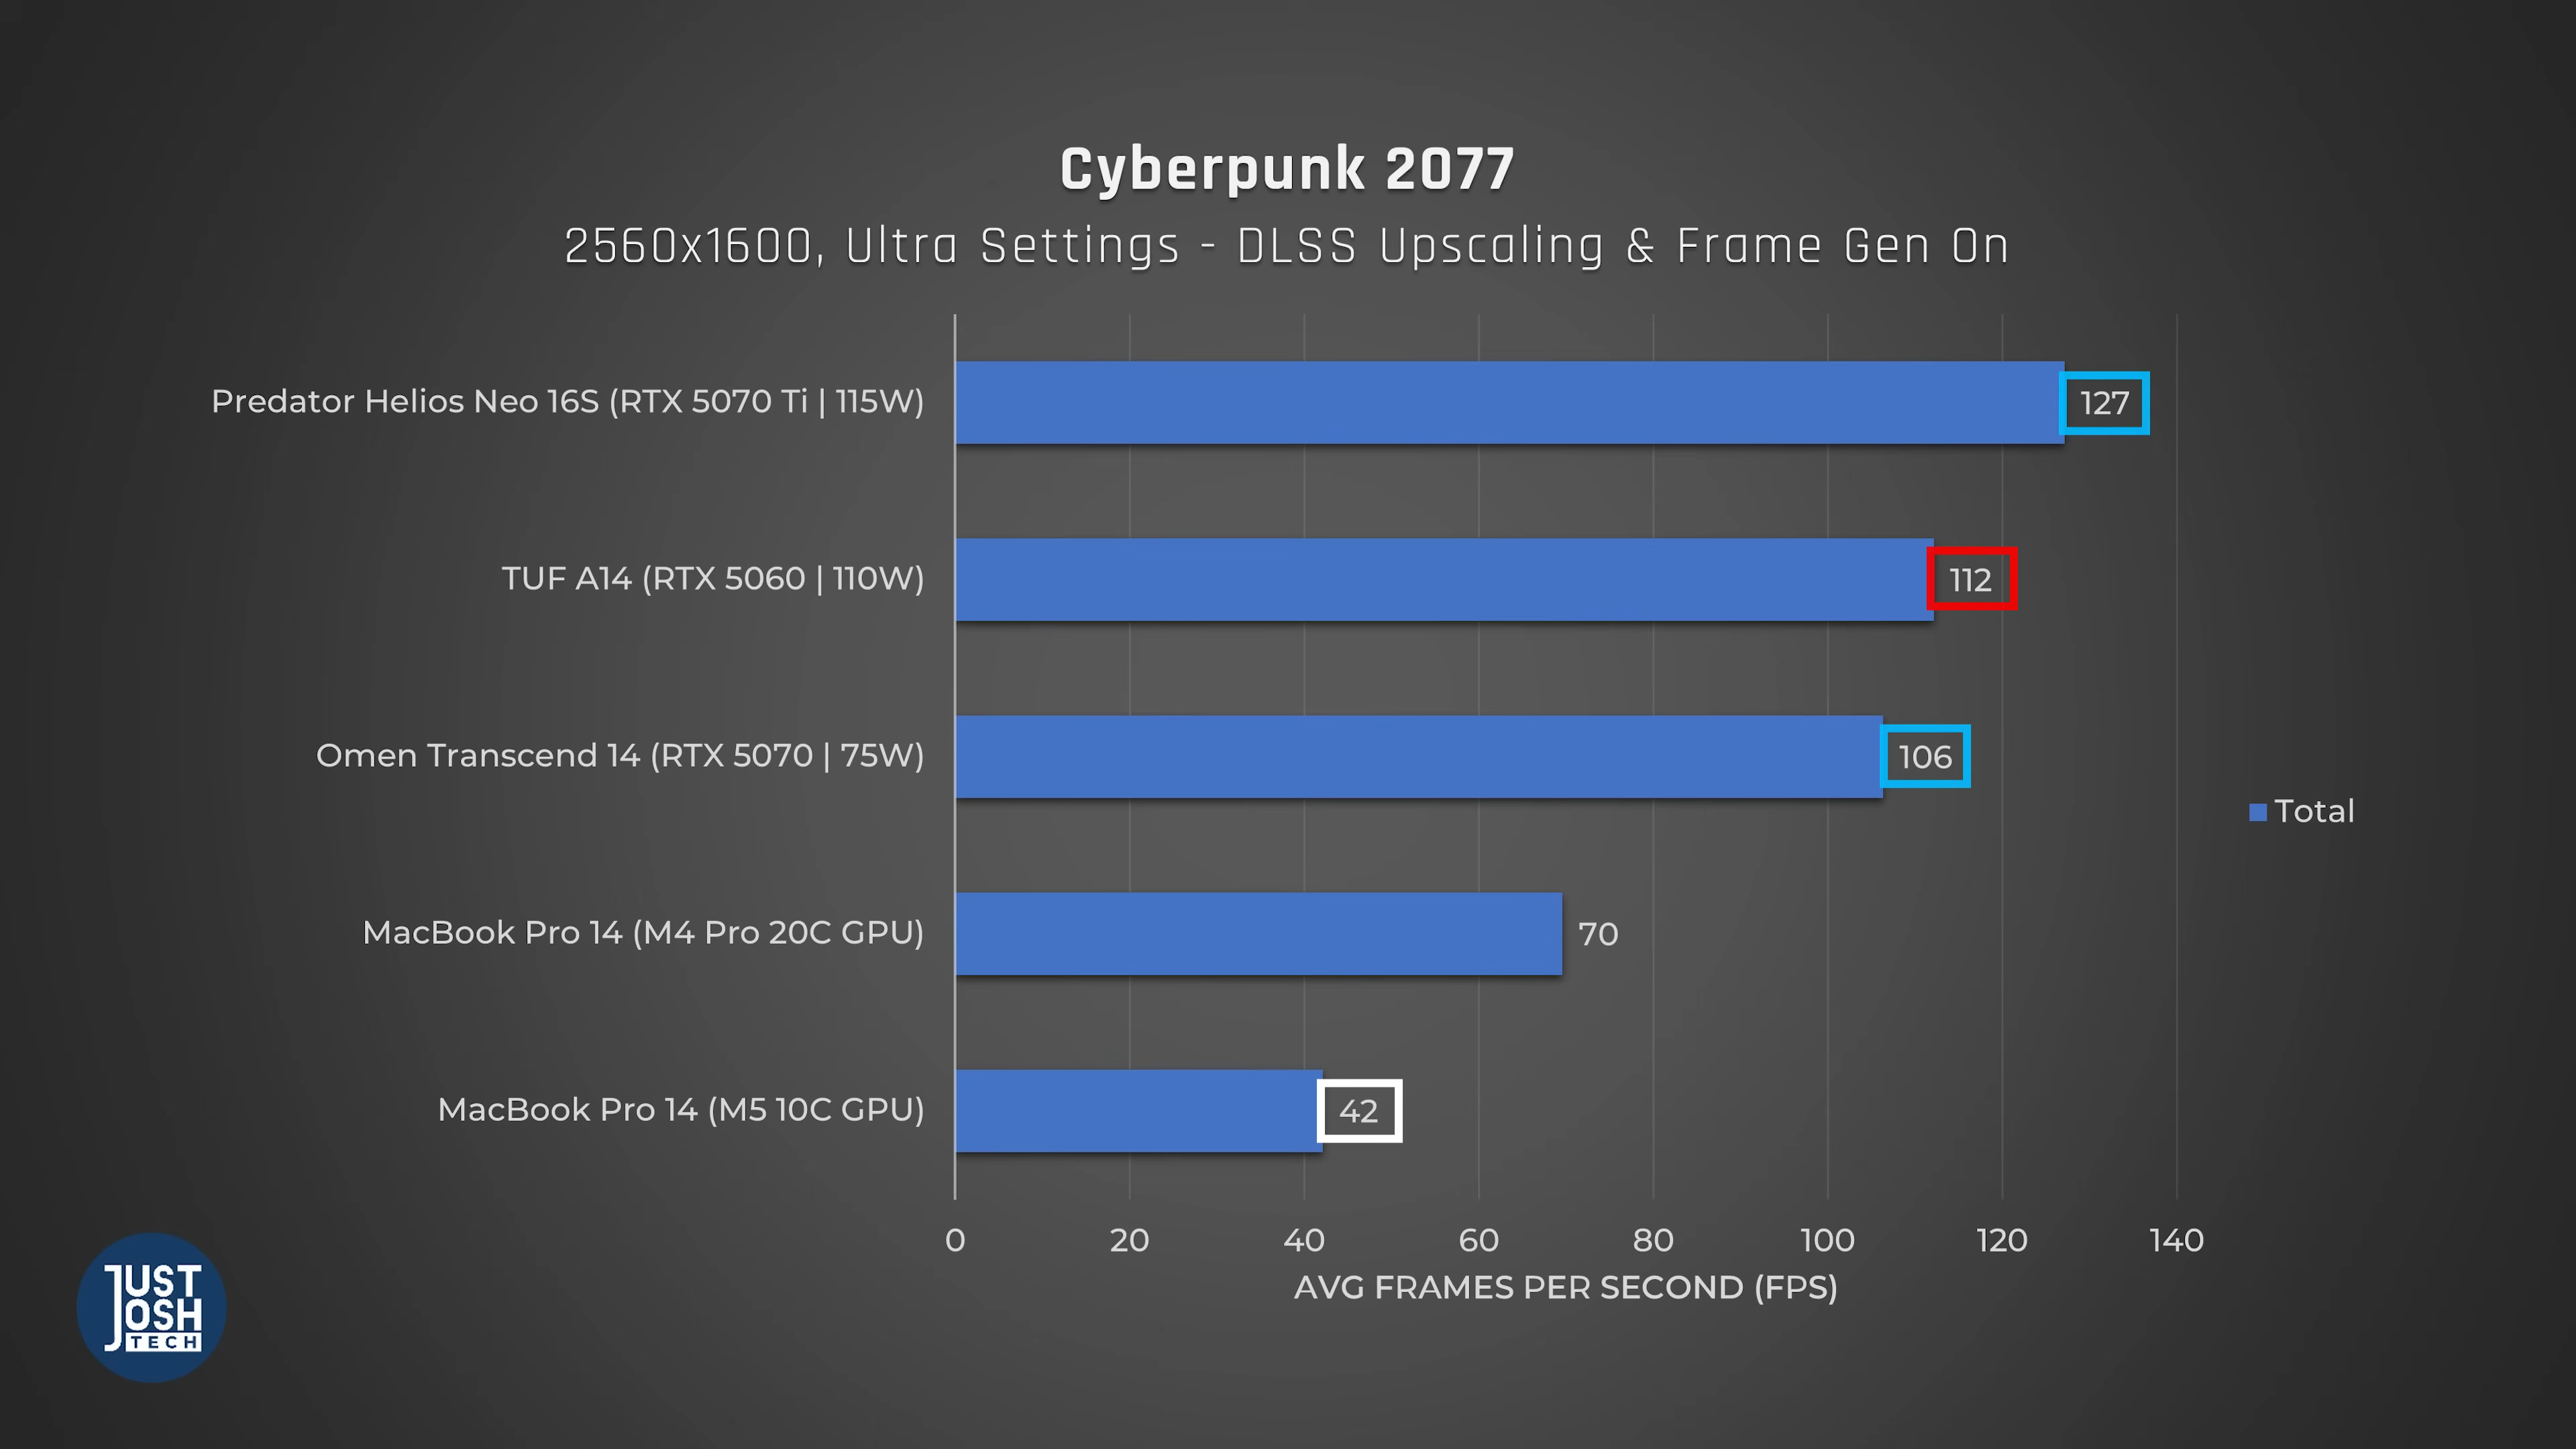 Cyberpunk 2077
2560x1600, Ultra Settings - DLSS Upscaling & Frame Gen On
Predator Helios Neo 16S (RTX 5070 Ti | 115W)
127
TUF A14 (RTX 5060 | 110W)
112
Omen Transcend 14 (RTX 5070 | 75W)
106
Total
MacBook Pro 14 (M4 Pro 20C GPU)
70
MacBook Pro 14 (M5 10C GPU)
42
0 20 40 60 80 100 120 140
AVG FRAMES PER SECOND (FPS)
JUST
JOSH
TECH